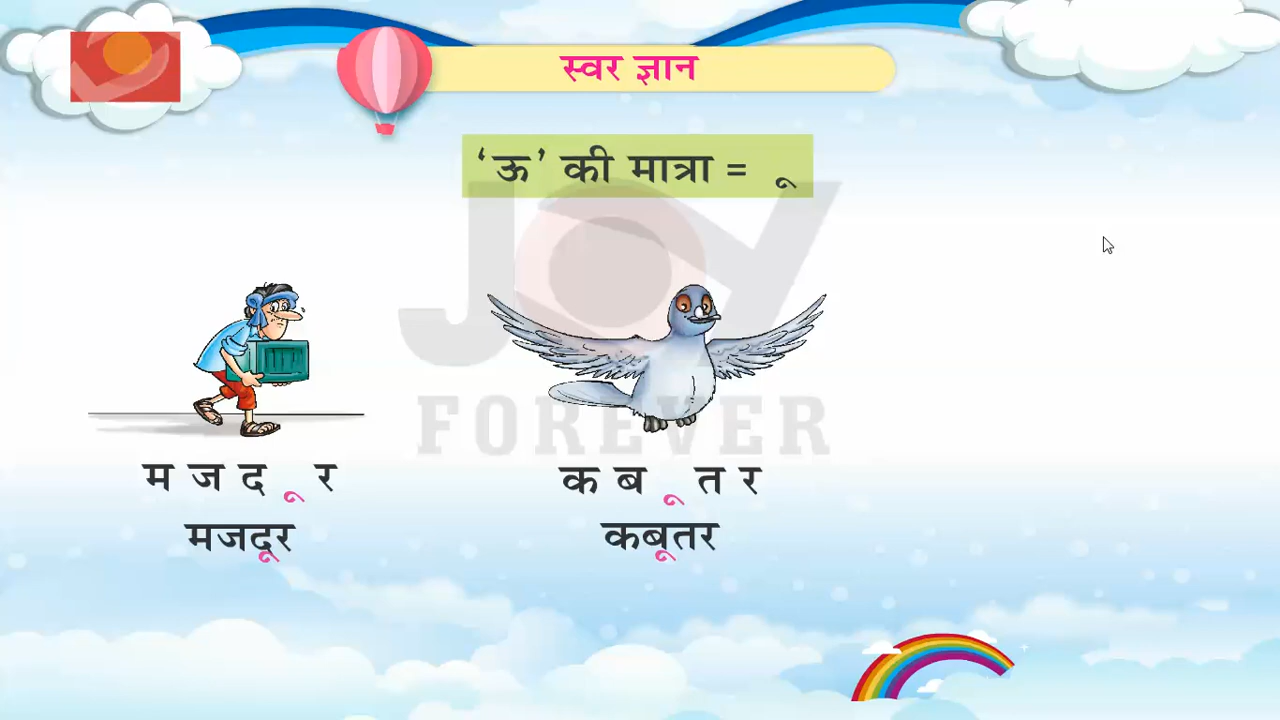 स्वर ज्ञान
‘ऊ’ की मात्रा = ू
JOY
FOREVER
म ज द ू र
क ब ू त र
मजदूर
कबूतर